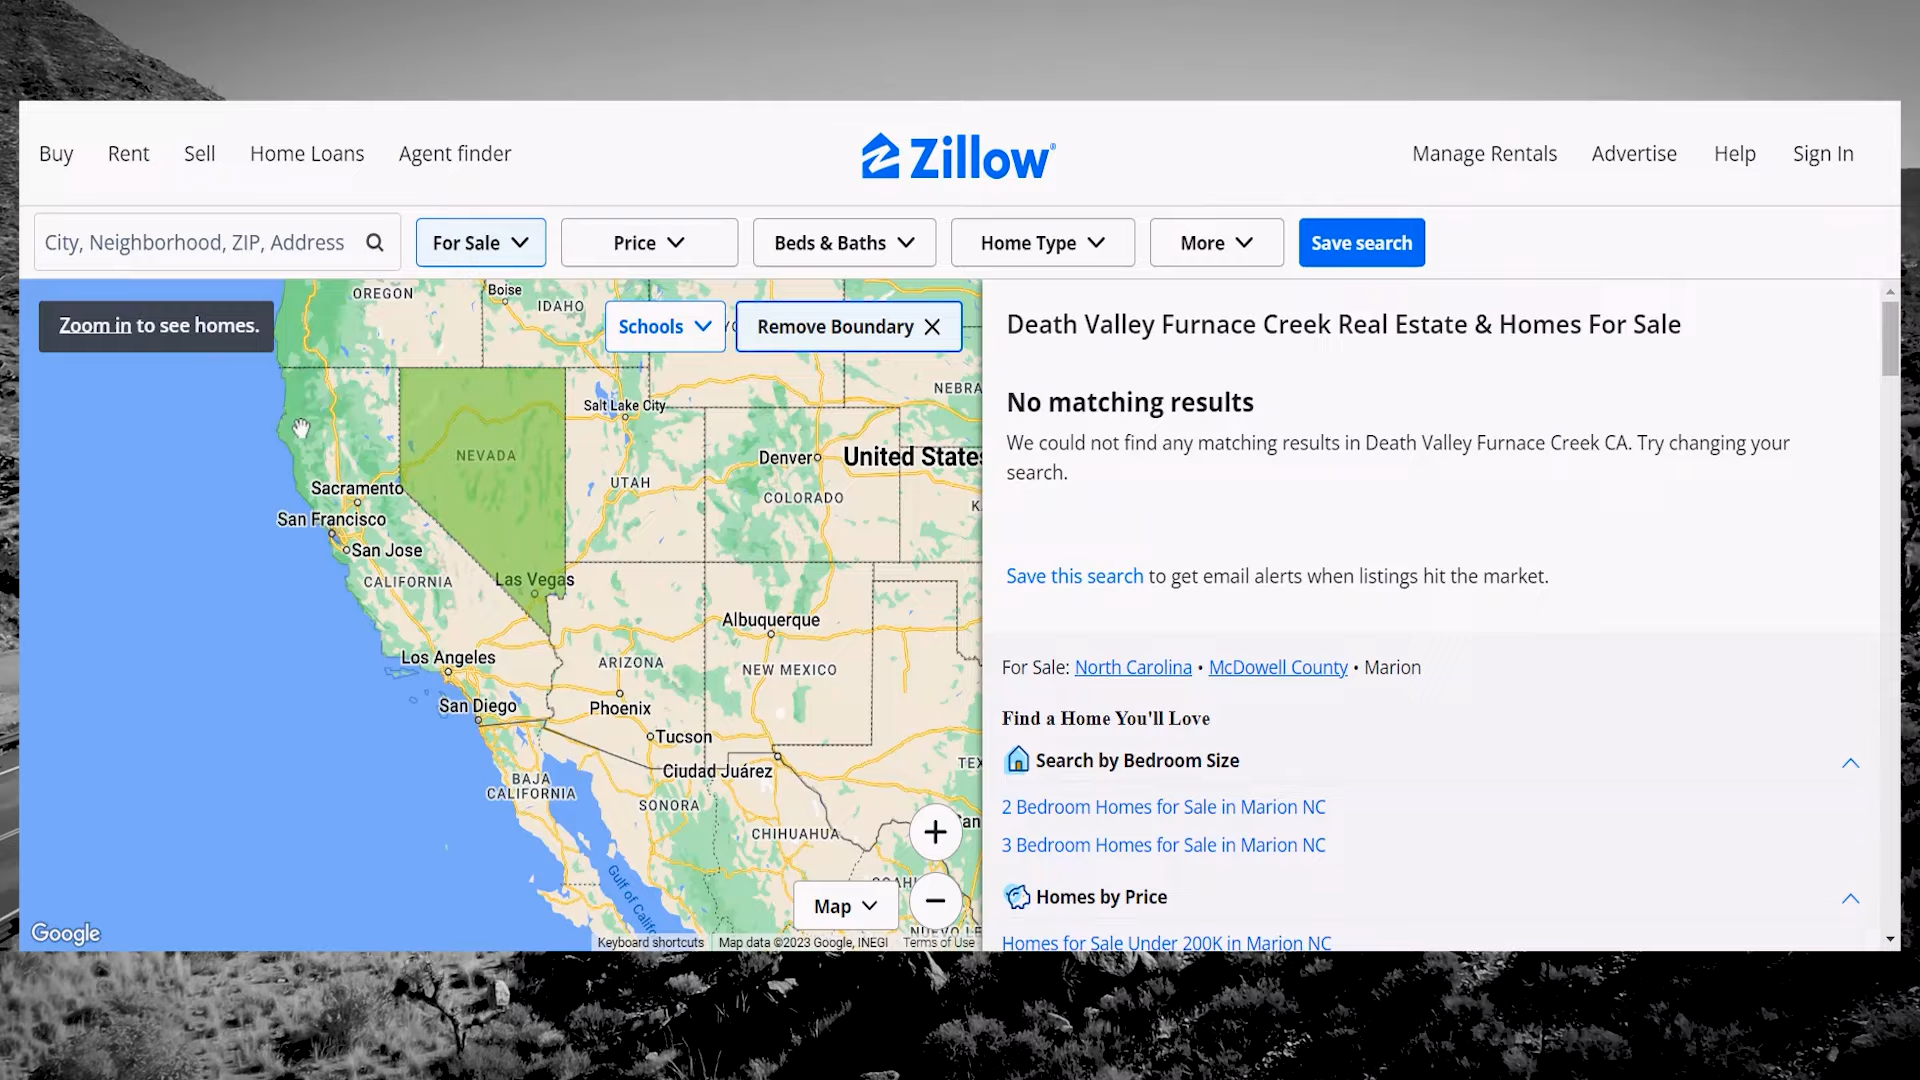 Buy
Rent
Sell
Home Loans
Agent finder
Zillow
Manage Rentals
Advertise
Help
Sign In
City, Neighborhood, ZIP, Address
For Sale
Price
Beds & Baths
Home Type
More
Save search
Zoom in to see homes.
Schools
Remove Boundary
OREGON
Boise
IDAHO
NEBRA
Salt Lake City
NEVADA
Denver
United States
UTAH
COLORADO
Sacramento
San Francisco
San Jose
CALIFORNIA
Las Vegas
Albuquerque
Los Angeles
ARIZONA
NEW MEXICO
San Diego
Phoenix
Tucson
Ciudad Juárez
TEX
BAJA
CALIFORNIA
SONORA
CHIHUAHUA
Gulf of Califo
Map
Google
Keyboard shortcuts
Map data ©2023 Google, INEGI
Terms of Use
Death Valley Furnace Creek Real Estate & Homes For Sale
No matching results
We could not find any matching results in Death Valley Furnace Creek CA. Try changing your
search.
Save this search to get email alerts when listings hit the market.
For Sale: North Carolina • McDowell County • Marion
Find a Home You'll Love
Search by Bedroom Size
2 Bedroom Homes for Sale in Marion NC
3 Bedroom Homes for Sale in Marion NC
Homes by Price
Homes for Sale Under 200K in Marion NC